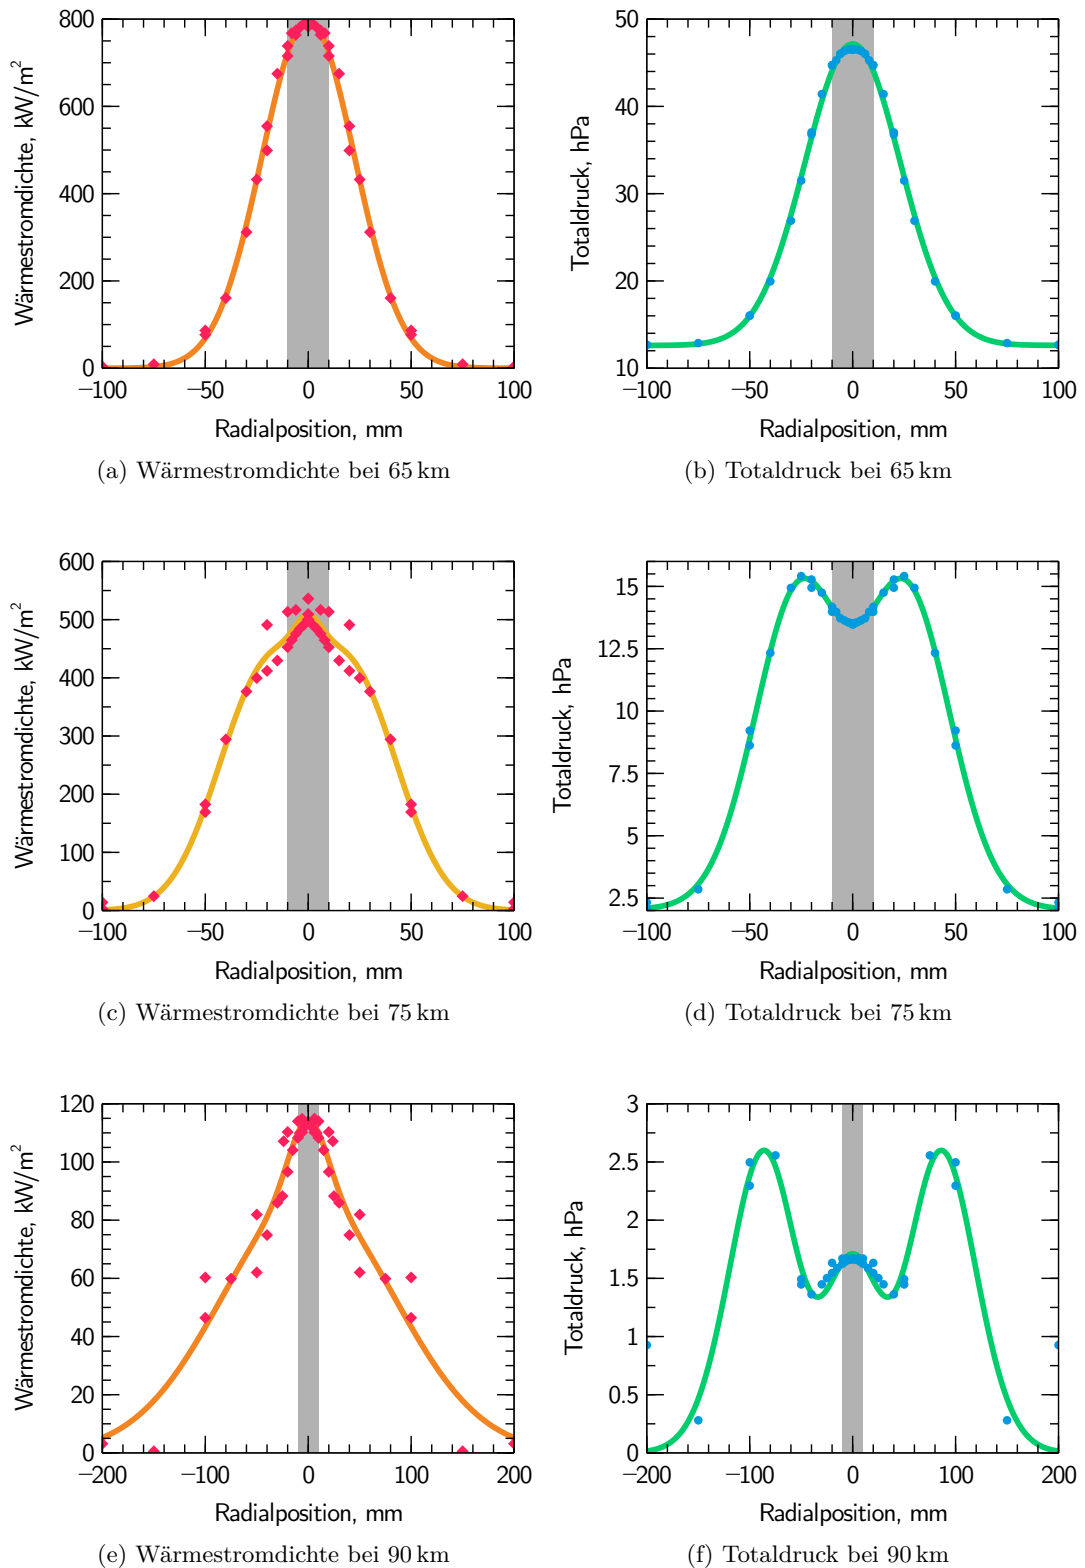 800
600
400
200
0
Wärmestromdichte, kW/m²
−100 −50 0 50 100
Radialposition, mm
(a) Wärmestromdichte bei 65 km
50
40
30
20
10
Totaldruck, hPa
−100 −50 0 50 100
Radialposition, mm
(b) Totaldruck bei 65 km
600
500
400
300
200
100
0
Wärmestromdichte, kW/m²
−100 −50 0 50 100
Radialposition, mm
(c) Wärmestromdichte bei 75 km
15
12.5
10
7.5
5
2.5
Totaldruck, hPa
−100 −50 0 50 100
Radialposition, mm
(d) Totaldruck bei 75 km
120
100
80
60
40
20
0
Wärmestromdichte, kW/m²
−200 −100 0 100 200
Radialposition, mm
(e) Wärmestromdichte bei 90 km
3
2.5
2
1.5
1
0.5
0
Totaldruck, hPa
−200 −100 0 100 200
Radialposition, mm
(f) Totaldruck bei 90 km